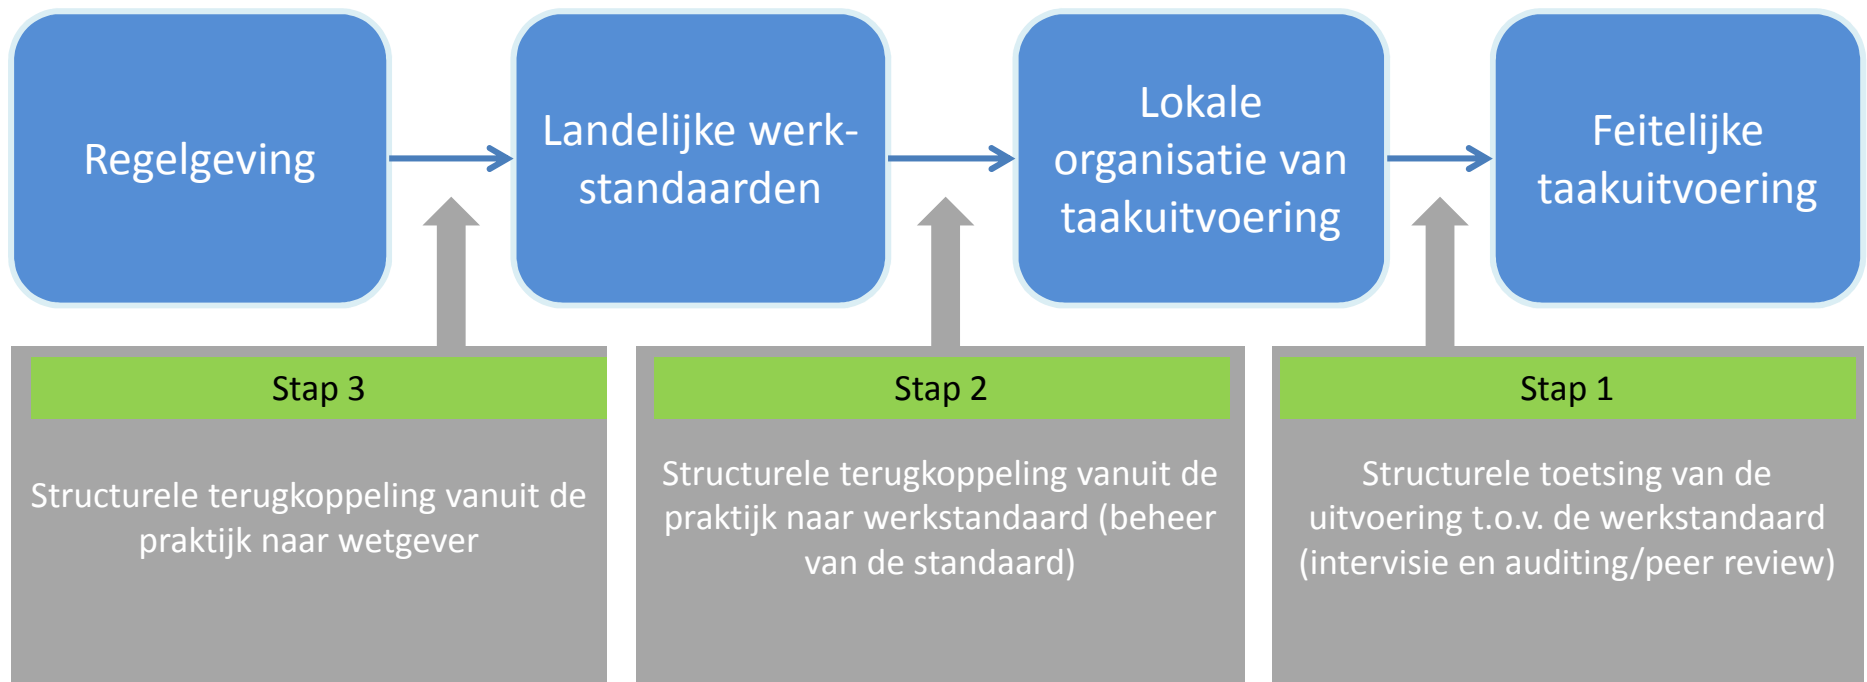 Regelgeving
Landelijke werk-
standaarden
Lokale
organisatie van
taakuitvoering
Feitelijke
taakuitvoering
Stap 3
Structurele terugkoppeling vanuit de
praktijk naar wetgever
Stap 2
Structurele terugkoppeling vanuit de
praktijk naar werkstandaard (beheer
van de standaard)
Stap 1
Structurele toetsing van de
uitvoering t.o.v. de werkstandaard
(intervisie en auditing/peer review)